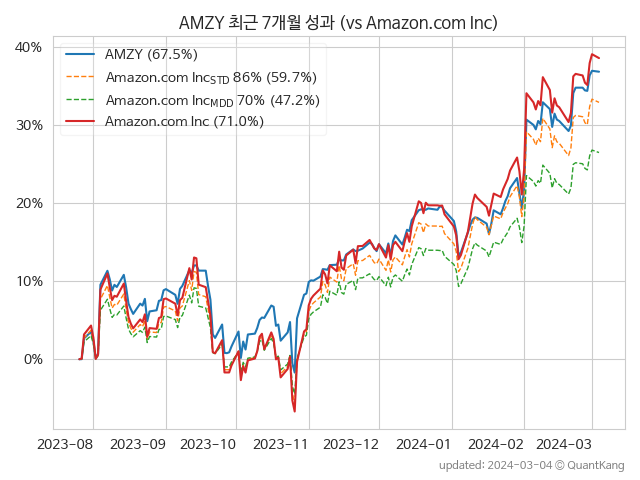 AMZY 최근 7개월 성과 (vs Amazon.com Inc)
AMZY (67.5%)
Amazon.com Inc_STD 86% (59.7%)
Amazon.com Inc_MDD 70% (47.2%)
Amazon.com Inc (71.0%)
40%
30%
20%
10%
0%
2023-08 2023-09 2023-10 2023-11 2023-12 2024-01 2024-02 2024-03
updated: 2024-03-04 © QuantKang